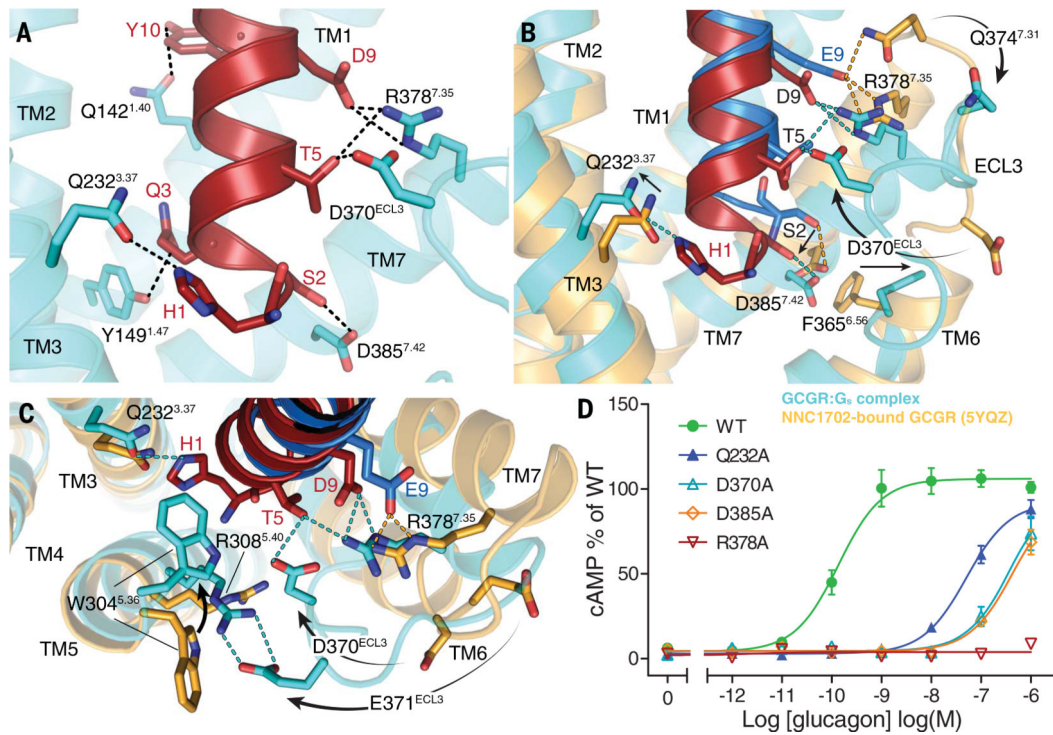 A
Y10
TM1
D9
R378^7.35
TM2
Q142^1.40
T5
Q232^3.37
Q3
D370^ECL3
TM7
S2
H1
Y149^1.47
TM3
D385^7.42
B
TM2
E9
Q374^7.31
R378^7.35
D9
TM1
T5
Q232^3.37
ECL3
S2
D370^ECL3
H1
TM3
D385^7.42
F365^6.56
TM7
TM6
C
Q232^3.37
H1
TM7
TM3
D9
E9
T5
R378^7.35
R308^5.40
TM4
W304^5.36
D370^ECL3
TM6
TM5
E371^ECL3
D
GCGR:Gs complex
NNC1702-bound GCGR (5YQZ)
150
100
50
0
cAMP % of WT
WT
Q232A
D370A
D385A
R378A
0 -12 -11 -10 -9 -8 -7 -6
Log [glucagon] log(M)